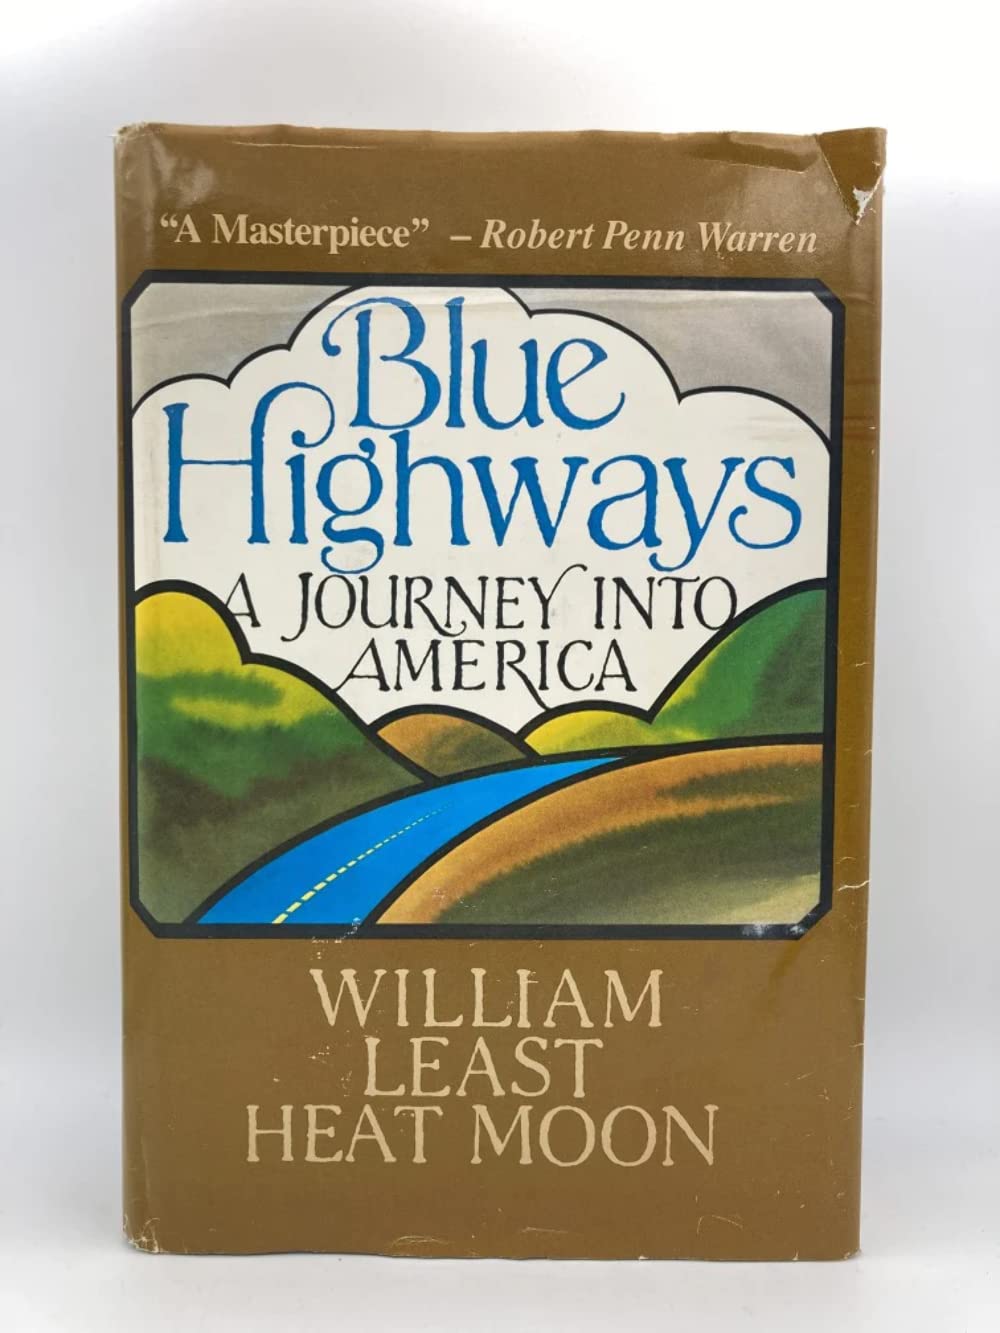 “A Masterpiece” – Robert Penn Warren
Blue
Highways
A JOURNEY INTO
AMERICA
WILLIAM
LEAST
HEAT MOON